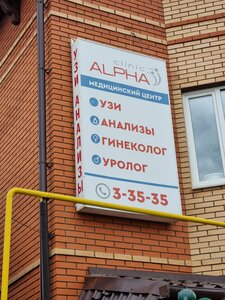 clinic
ALPHA
МЕДИЦИНСКИЙ ЦЕНТР
УЗИ
АНАЛИЗЫ
ГИНЕКОЛОГ
УРОЛОГ
3-35-35
УЗИ АНАЛИЗЫ